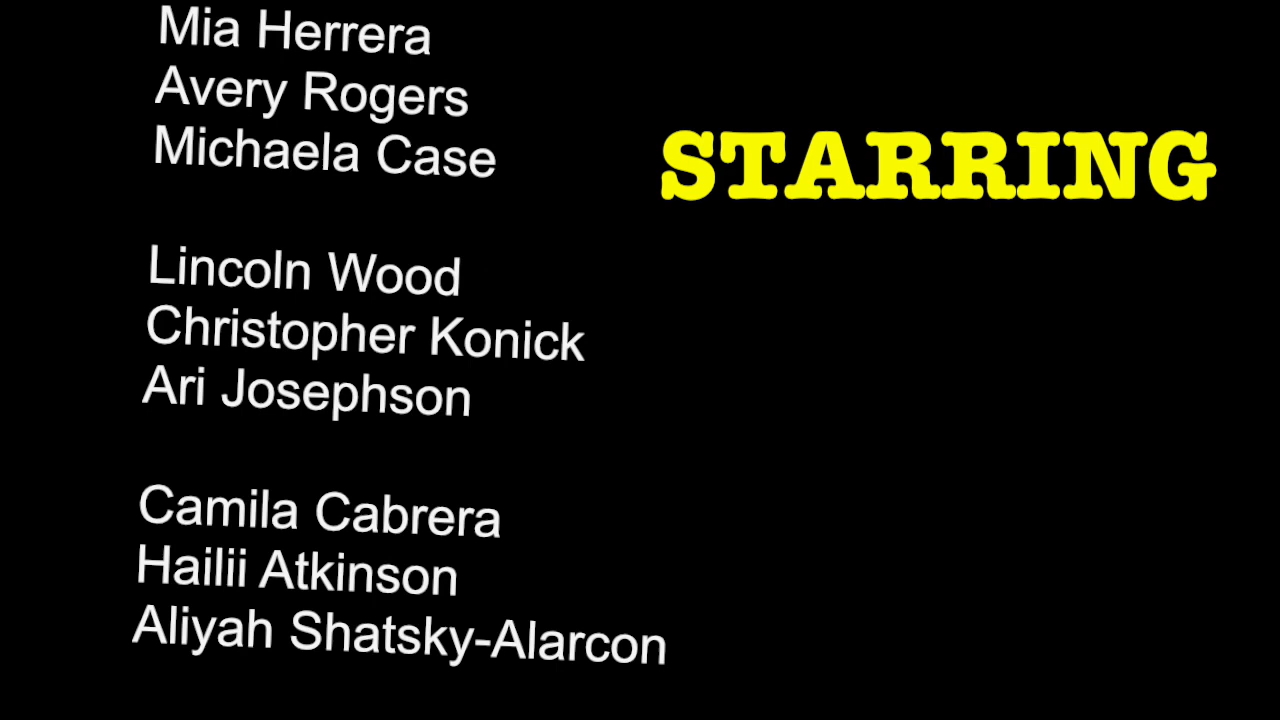 Mia Herrera
Avery Rogers
Michaela Case
STARRING
Lincoln Wood
Christopher Konick
Ari Josephson
Camila Cabrera
Hailii Atkinson
Aliyah Shatsky-Alarcon